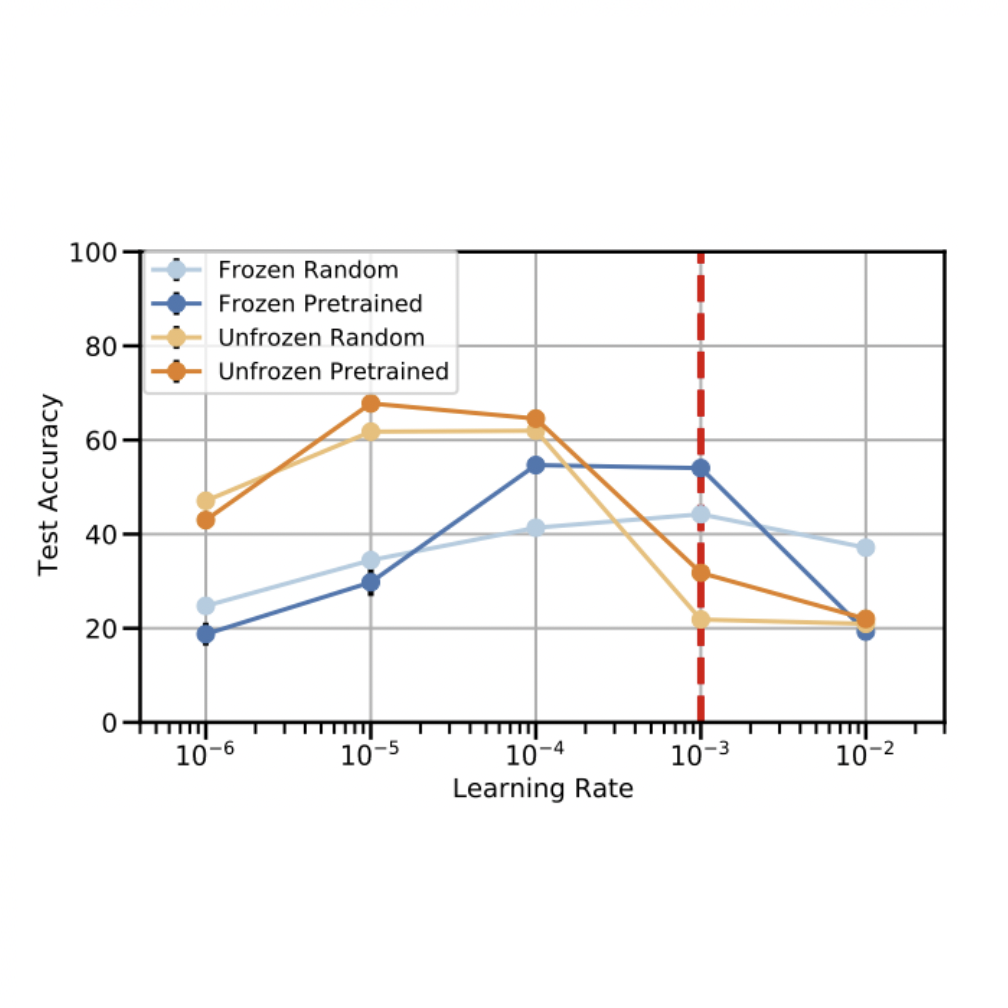 100
80
60
40
20
0
Test Accuracy
Frozen Random
Frozen Pretrained
Unfrozen Random
Unfrozen Pretrained
10⁻⁶ 10⁻⁵ 10⁻⁴ 10⁻³ 10⁻²
Learning Rate